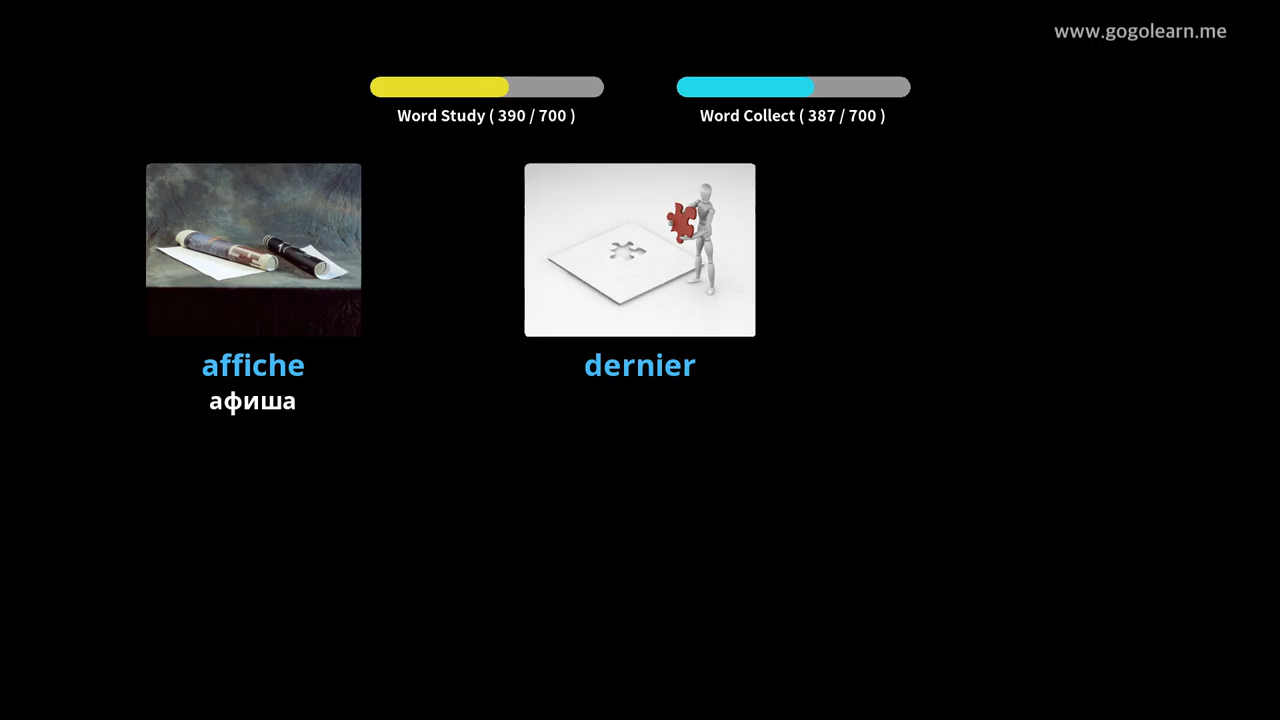 www.gogolearn.me
Word Study ( 390 / 700 )
Word Collect ( 387 / 700 )
affiche
афиша
dernier